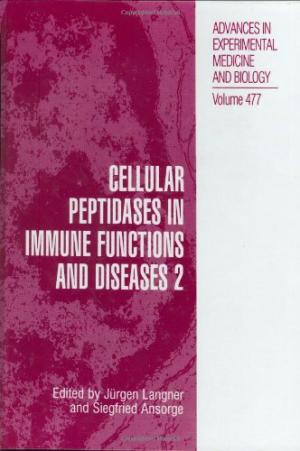 ADVANCES IN
EXPERIMENTAL
MEDICINE
AND BIOLOGY
Volume 477
CELLULAR
PEPTIDASES IN
IMMUNE FUNCTIONS
AND DISEASES 2
Edited by Jürgen Langner
and Siegfried Ansorge